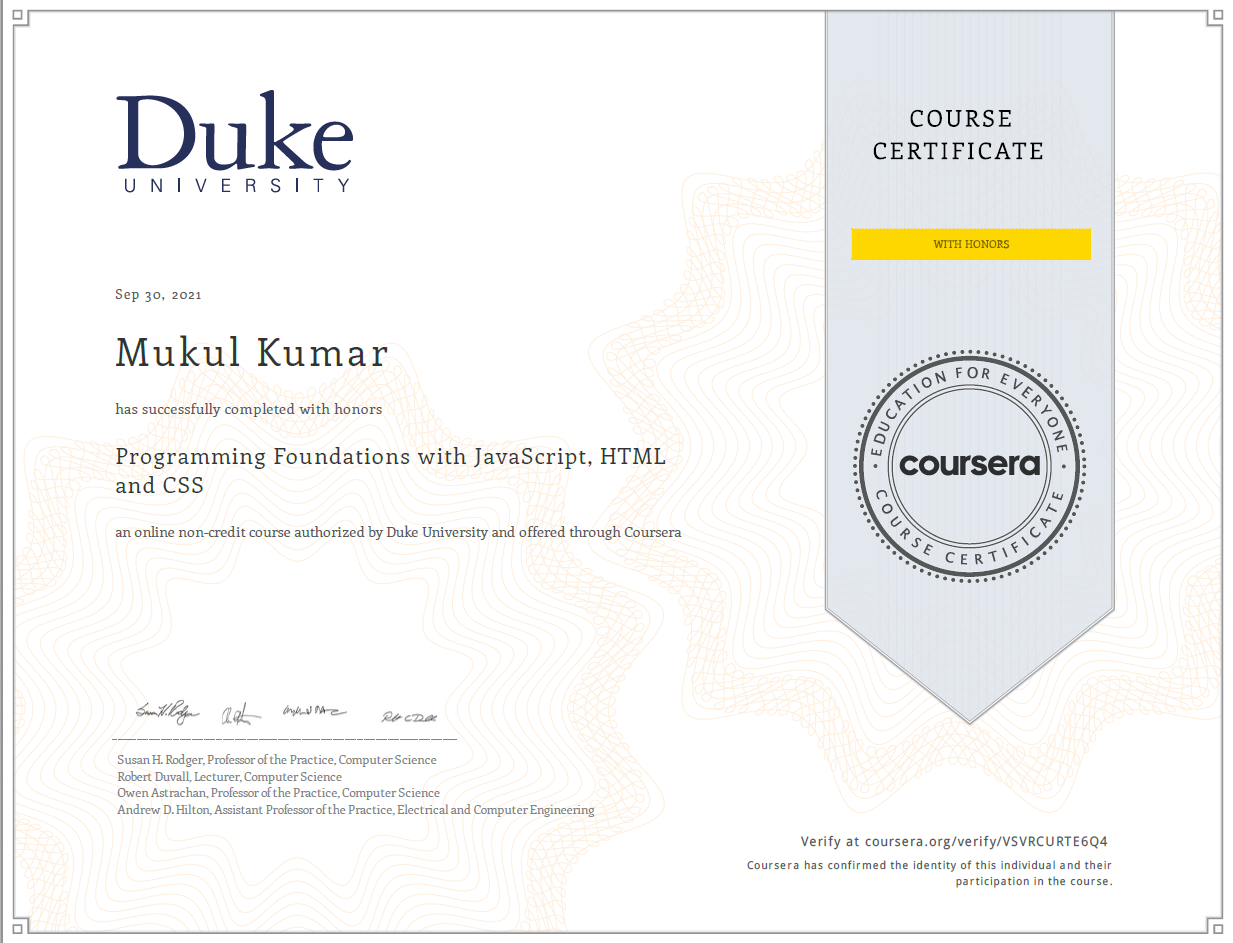 Duke
UNIVERSITY
COURSE
CERTIFICATE
WITH HONORS
Sep 30, 2021
Mukul Kumar
has successfully completed with honors
Programming Foundations with JavaScript, HTML
and CSS
an online non-credit course authorized by Duke University and offered through Coursera
EDUCATION FOR EVERYONE
coursera
COURSE CERTIFICATE
Susan H. Rodger, Professor of the Practice, Computer Science
Robert Duvall, Lecturer, Computer Science
Owen Astrachan, Professor of the Practice, Computer Science
Andrew D. Hilton, Assistant Professor of the Practice, Electrical and Computer Engineering
Verify at coursera.org/verify/VSVRCURTE6Q4
Coursera has confirmed the identity of this individual and their
participation in the course.